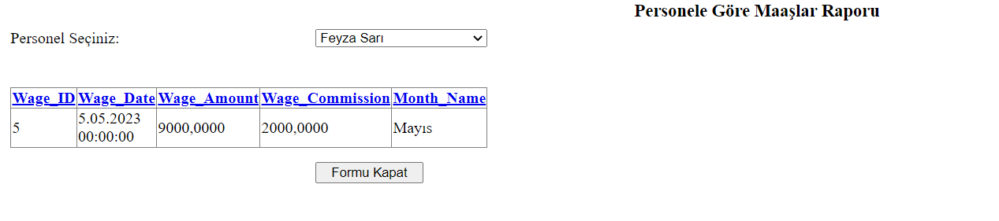 Personele Göre Maaşlar Raporu
Personel Seçiniz: Feyza Sarı
Wage_ID Wage_Date Wage_Amount Wage_Commission Month_Name
5 5.05.2023 00:00:00 9000,0000 2000,0000 Mayıs
Formu Kapat